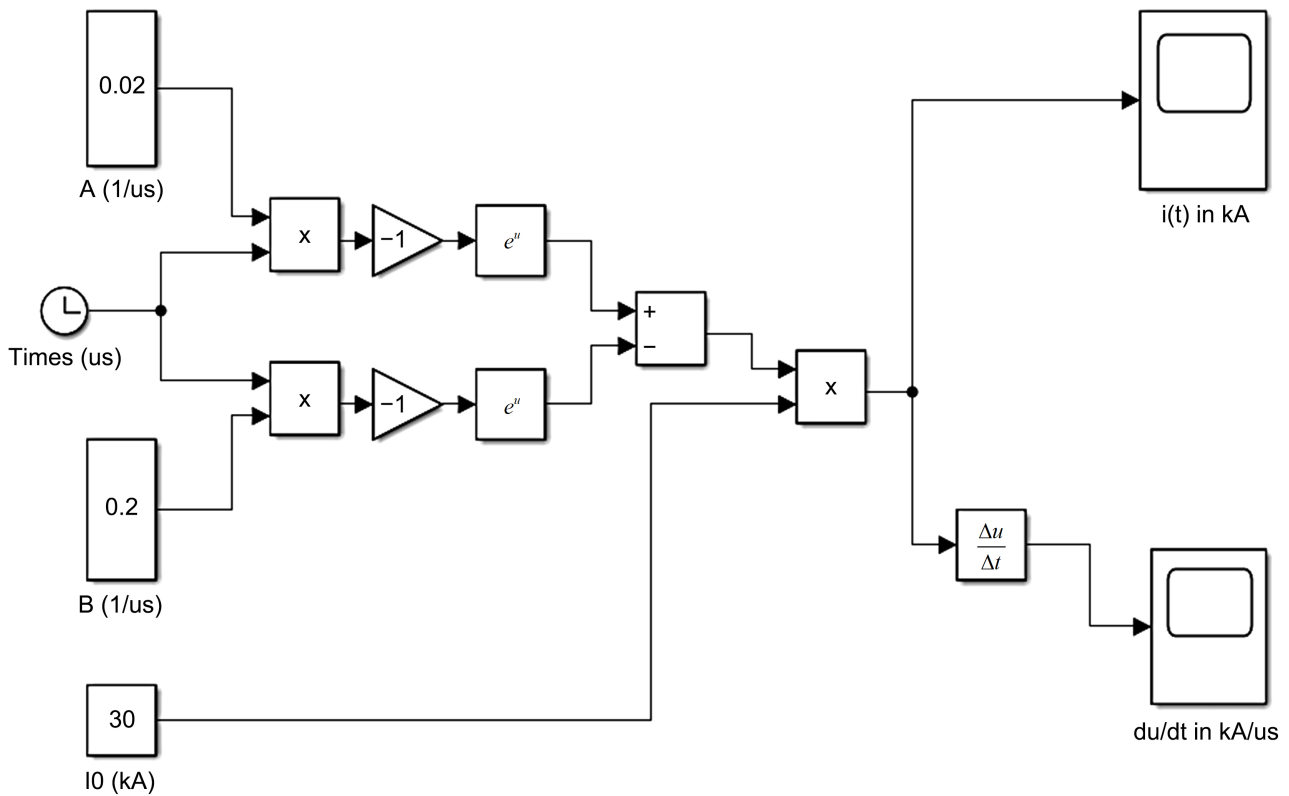 0.02
A (1/us)
x
−1
e^u
i(t) in kA
Times (us)
+
−
x
x
−1
e^u
0.2
B (1/us)
Δu
Δt
du/dt in kA/us
30
I0 (kA)